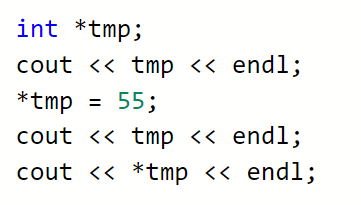 int *tmp;
cout << tmp << endl;
*tmp = 55;
cout << tmp << endl;
cout << *tmp << endl;